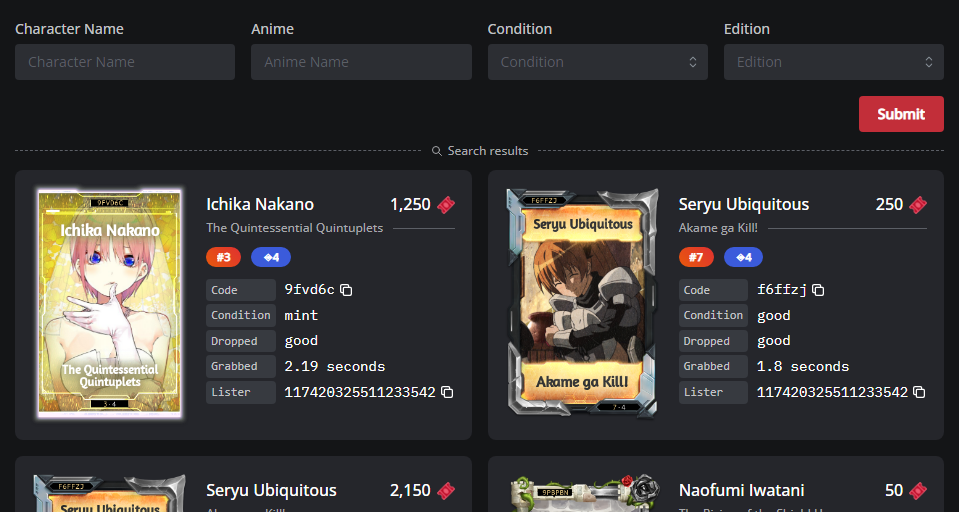 Character Name
Anime
Condition
Edition
Character Name
Anime Name
Condition
Edition
Submit
Search results
9FVD6C
Ichika Nakano
The Quintessential
Quintuplets
3-4
Ichika Nakano
1,250
The Quintessential Quintuplets
#3
4
Code
9fvd6c
Condition
mint
Dropped
good
Grabbed
2.19 seconds
Lister
117420325511233542
F6FFZJ
Seryu Ubiquitous
Akame ga Kill!
7-4
Seryu Ubiquitous
250
Akame ga Kill!
#7
4
Code
f6ffzj
Condition
good
Dropped
good
Grabbed
1.8 seconds
Lister
117420325511233542
F6FFZJ
Seryu Ubiquitous
Seryu Ubiquitous
2,150
9P3PBN
Naofumi Iwatani
50